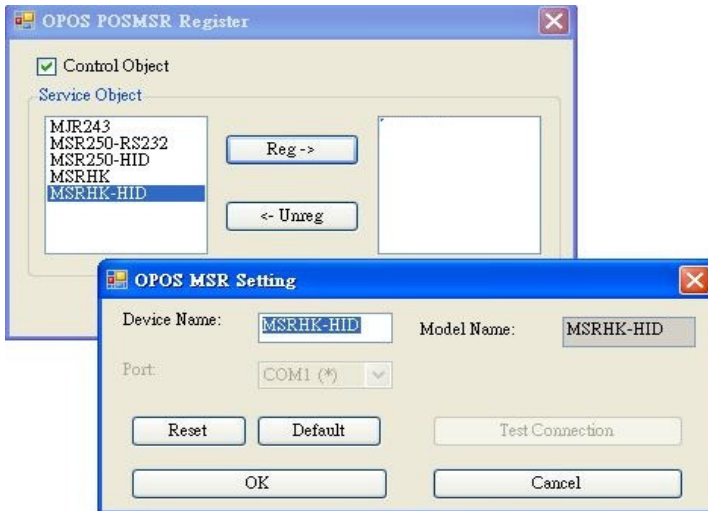 OPOS POSMSR Register
Control Object
Service Object
MJR243
MSR250-RS232
MSR250-HID
MSRHK
MSRHK-HID
Reg ->
<- Unreg
OPOS MSR Setting
Device Name: MSRHK-HID Model Name: MSRHK-HID
Port: COM1 (*)
Reset Default Test Connection
OK Cancel